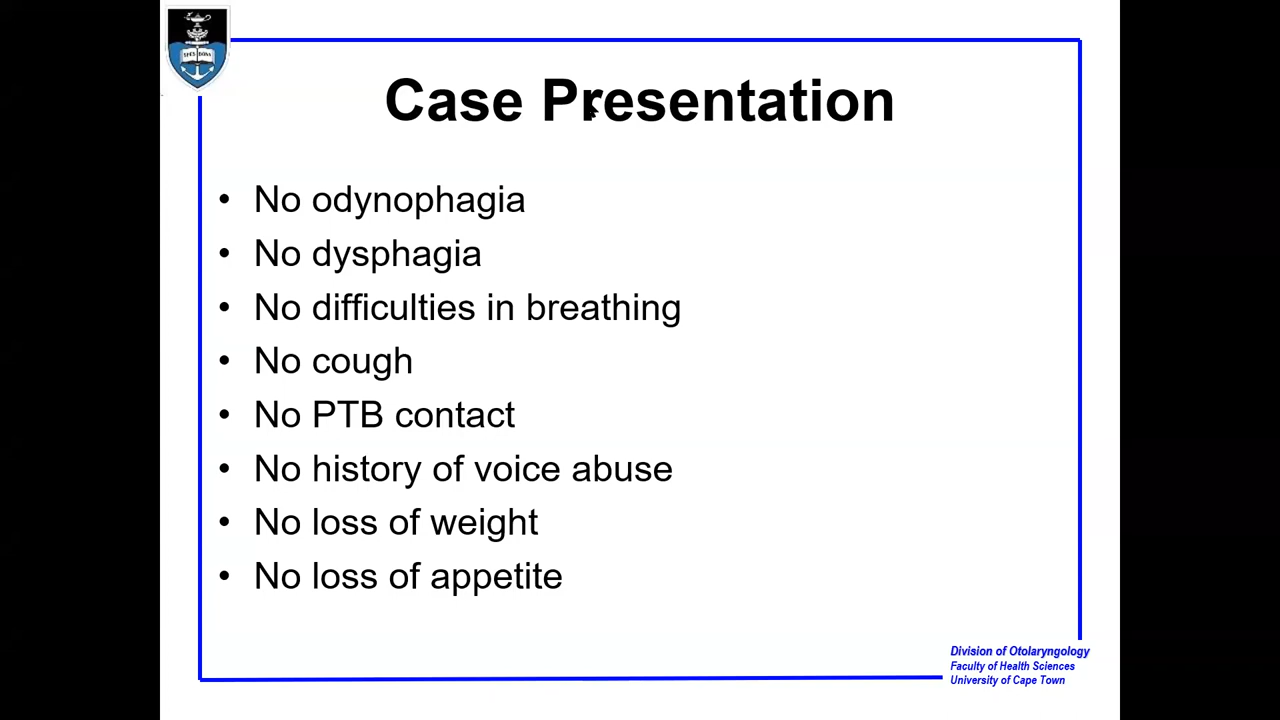 SPES BONA
Case Presentation
• No odynophagia
• No dysphagia
• No difficulties in breathing
• No cough
• No PTB contact
• No history of voice abuse
• No loss of weight
• No loss of appetite
Division of Otolaryngology
Faculty of Health Sciences
University of Cape Town